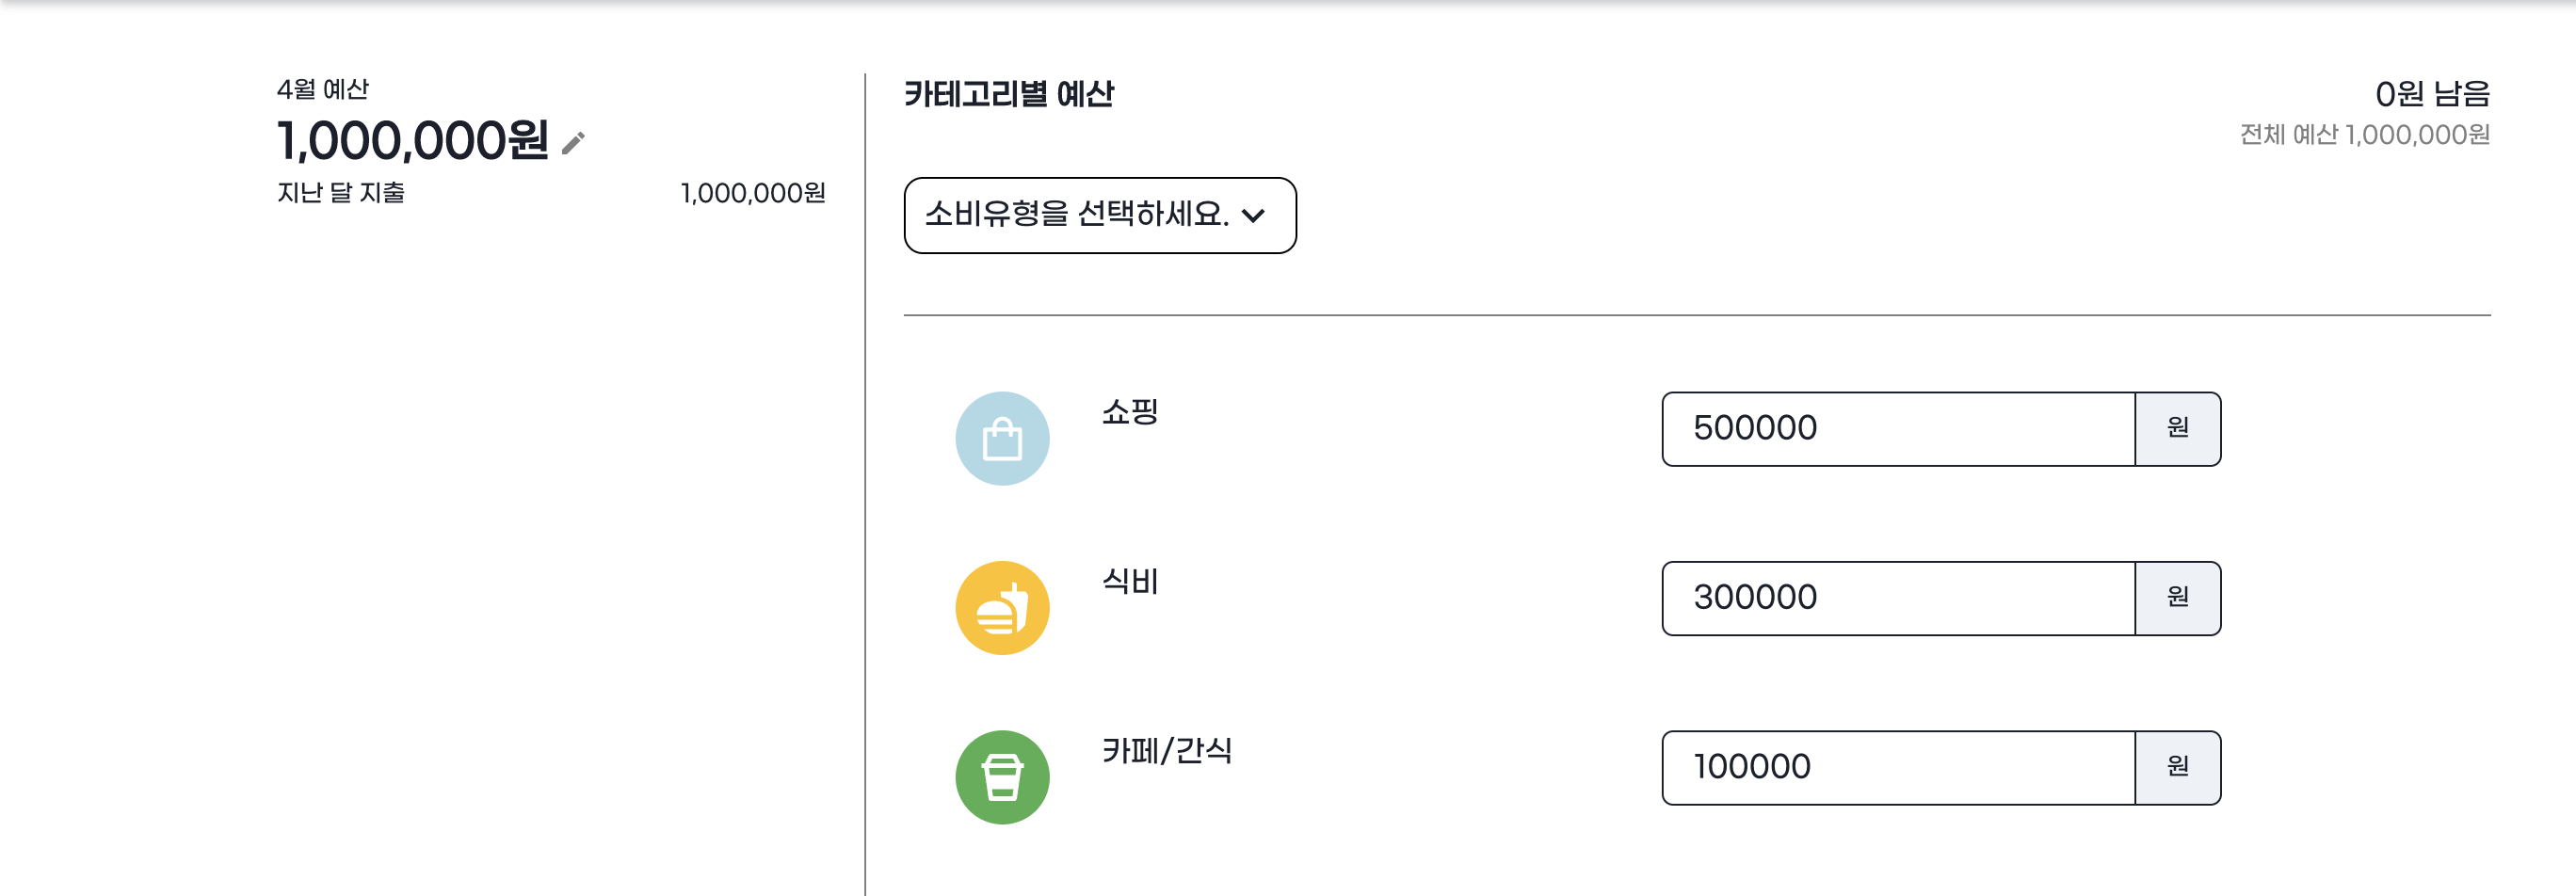 4월 예산
1,000,000원
지난 달 지출 1,000,000원
카테고리별 예산
0원 남음
전체 예산 1,000,000원
소비유형을 선택하세요.
쇼핑 500000 원
식비 300000 원
카페/간식 100000 원